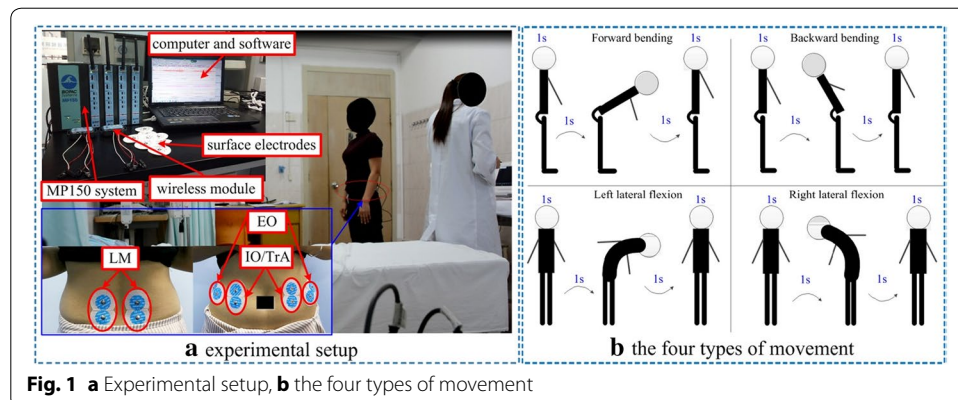 computer and software
surface electrodes
MP150 system
wireless module
EO
LM
IO/TrA
a experimental setup
Forward bending
1s
1s
1s
1s
Backward bending
1s
1s
1s
1s
Left lateral flexion
1s
1s
1s
1s
Right lateral flexion
1s
1s
1s
1s
b the four types of movement
Fig. 1 a Experimental setup, b the four types of movement